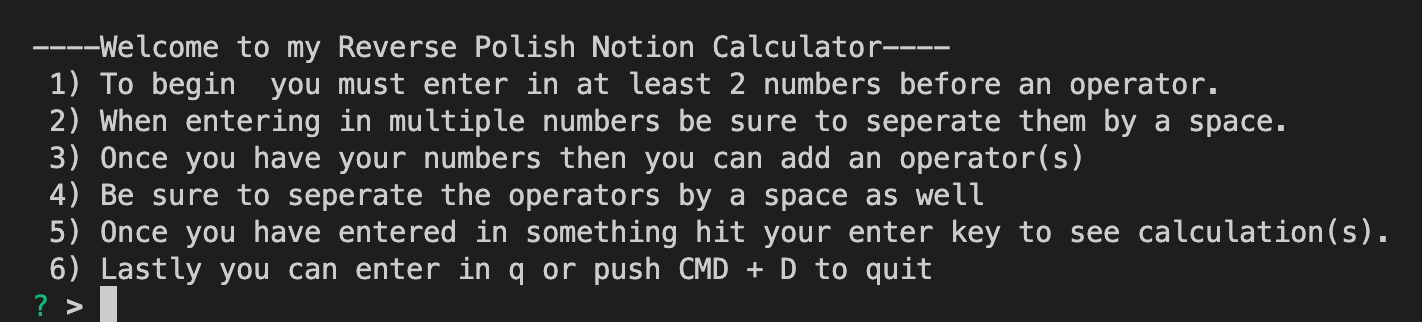 ----Welcome to my Reverse Polish Notion Calculator----
1) To begin  you must enter in at least 2 numbers before an operator.
2) When entering in multiple numbers be sure to seperate them by a space.
3) Once you have your numbers then you can add an operator(s)
4) Be sure to seperate the operators by a space as well
5) Once you have entered in something hit your enter key to see calculation(s).
6) Lastly you can enter in q or push CMD + D to quit
? >